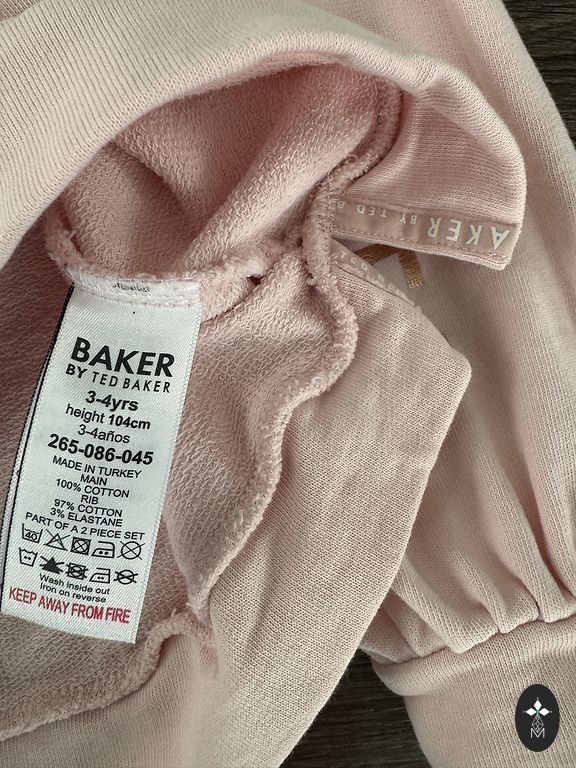 AKER BY TED B
BAKER
BY TED BAKER
3-4yrs
height 104cm
3-4años
265-086-045
MADE IN TURKEY
MAIN
100% COTTON
RIB
97% COTTON
3% ELASTANE
PART OF A 2 PIECE SET
40
Wash inside out
Iron on reverse
KEEP AWAY FROM FIRE
M